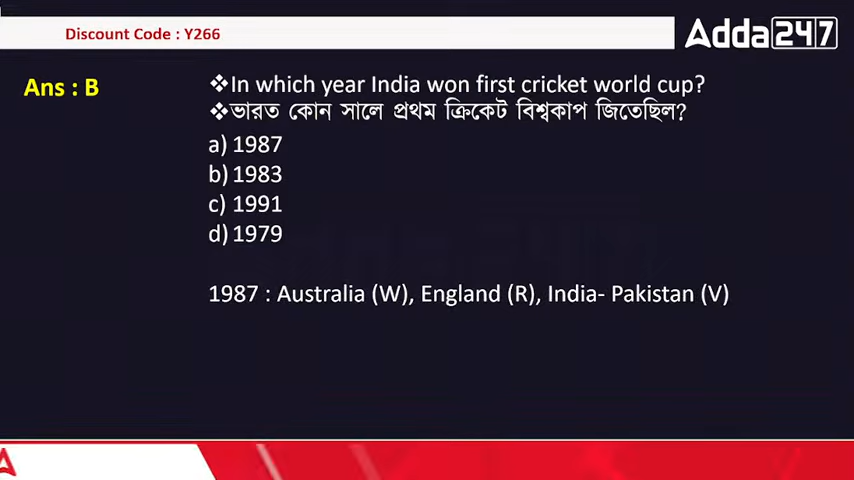 Discount Code : Y266
Adda247
Ans : B
❖In which year India won first cricket world cup?
❖ভারত কোন সালে প্রথম ক্রিকেট বিশ্বকাপ জিতেছিল?
a) 1987
b) 1983
c) 1991
d) 1979
1987 : Australia (W), England (R), India- Pakistan (V)